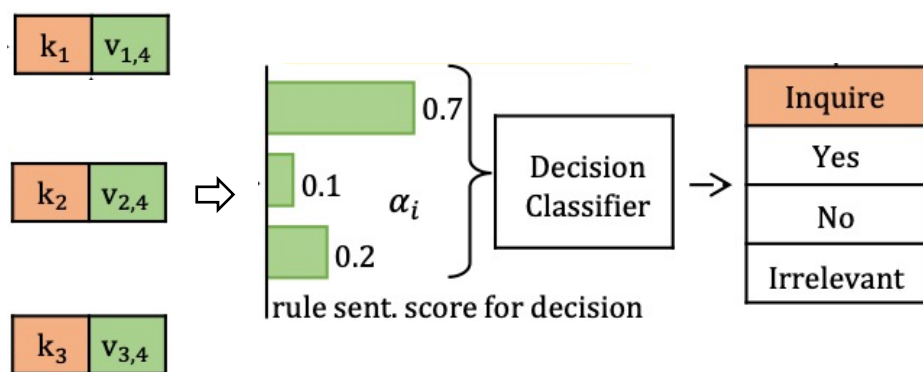 k₁ v₁,₄
k₂ v₂,₄
k₃ v₃,₄
0.7
0.1
0.2
αᵢ
rule sent. score for decision
Decision
Classifier
Inquire
Yes
No
Irrelevant